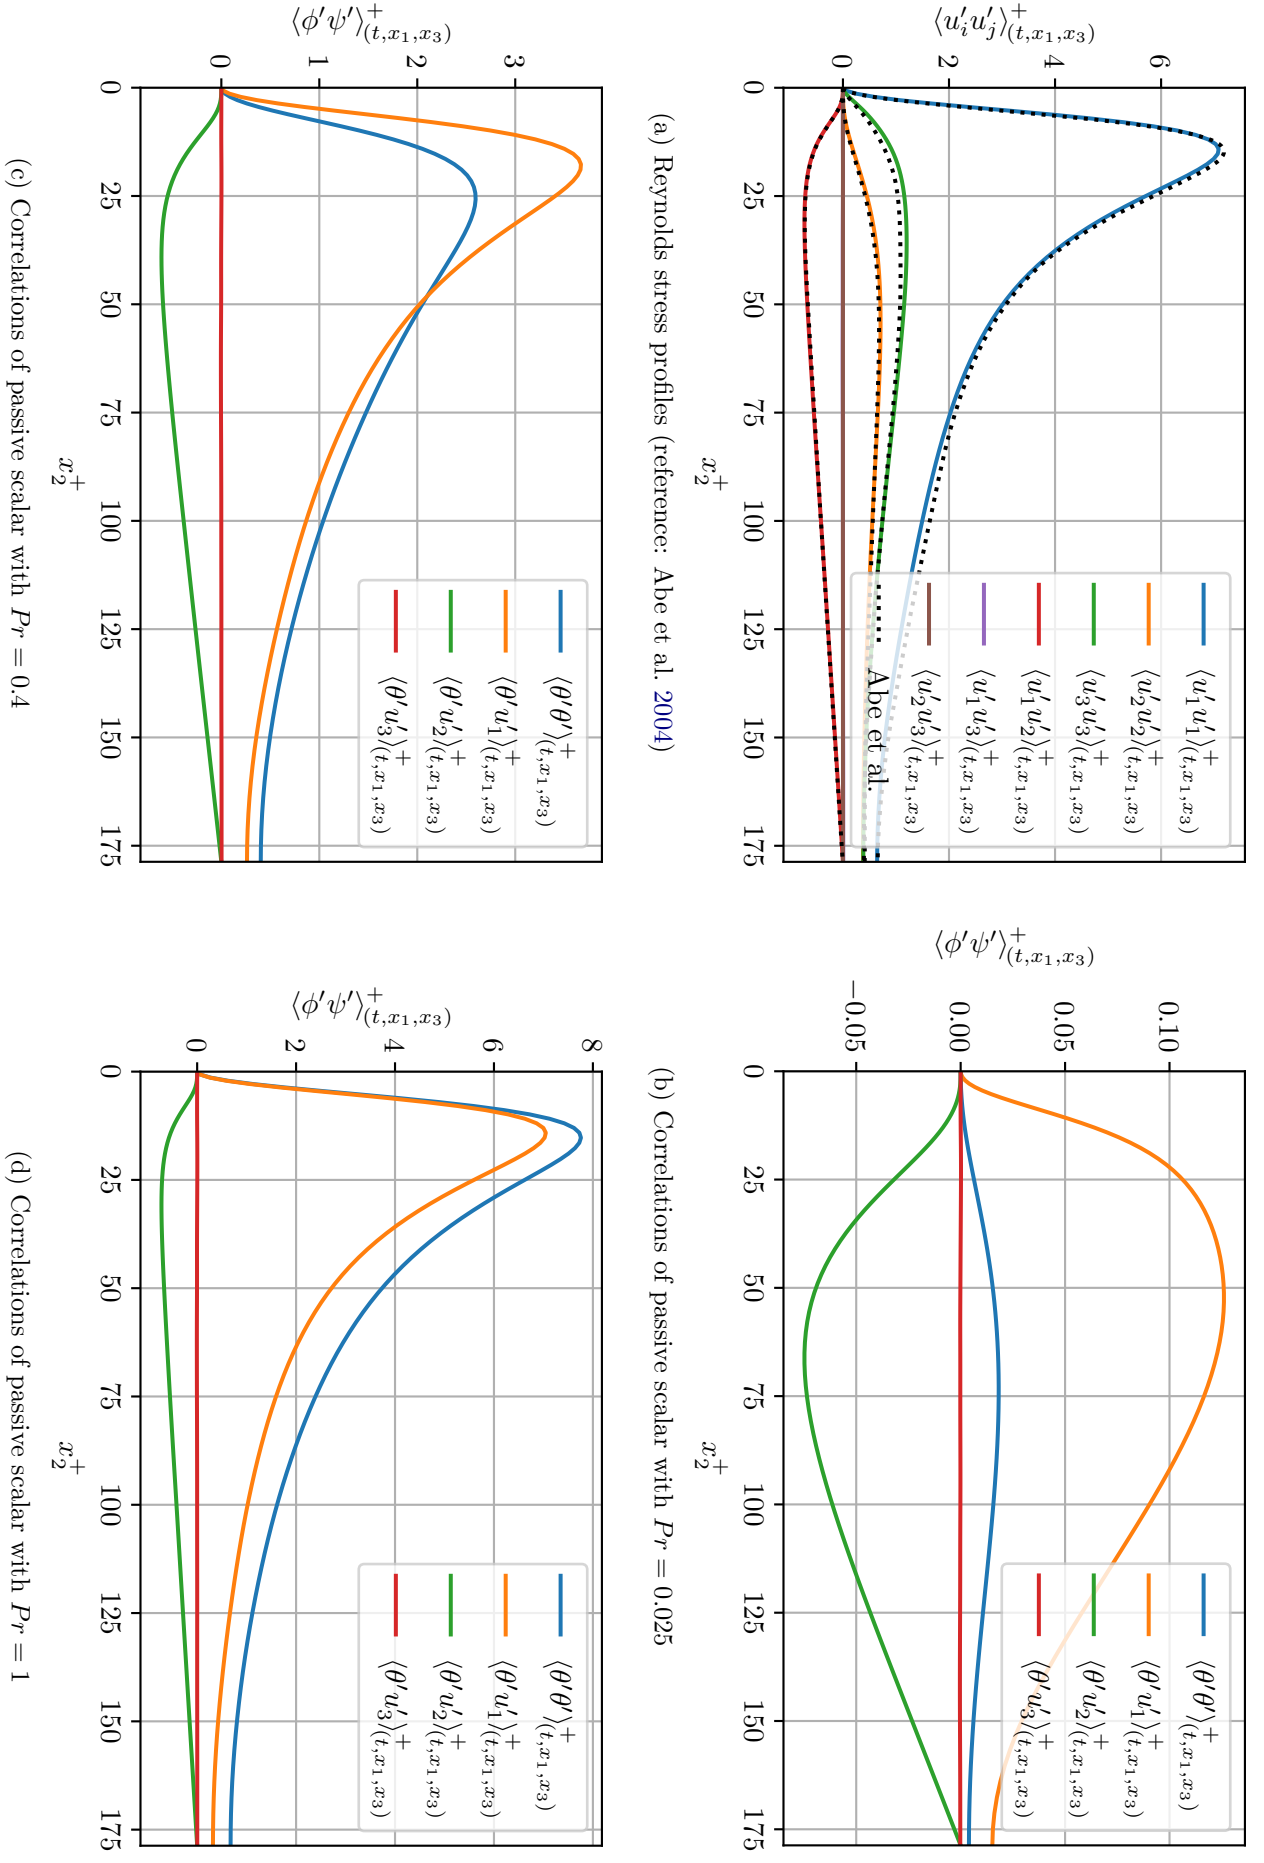 ⟨u′ᵢu′ⱼ⟩⁺(t,x₁,x₃)
6
4
2
0
0 25 50 75 100 125 150 175
x₂⁺
⟨u′₁u′₁⟩⁺(t,x₁,x₃)
⟨u′₂u′₂⟩⁺(t,x₁,x₃)
⟨u′₃u′₃⟩⁺(t,x₁,x₃)
⟨u′₁u′₂⟩⁺(t,x₁,x₃)
⟨u′₁u′₃⟩⁺(t,x₁,x₃)
⟨u′₂u′₃⟩⁺(t,x₁,x₃)
Abe et al.
(a) Reynolds stress profiles (reference: Abe et al. 2004)
⟨ϕ′ψ′⟩⁺(t,x₁,x₃)
0.10
0.05
0.00
−0.05
0 25 50 75 100 125 150 175
x₂⁺
⟨θ′θ′⟩⁺(t,x₁,x₃)
⟨θ′u′₁⟩⁺(t,x₁,x₃)
⟨θ′u′₂⟩⁺(t,x₁,x₃)
⟨θ′u′₃⟩⁺(t,x₁,x₃)
(b) Correlations of passive scalar with Pr = 0.025
⟨ϕ′ψ′⟩⁺(t,x₁,x₃)
3
2
1
0
0 25 50 75 100 125 150 175
x₂⁺
⟨θ′θ′⟩⁺(t,x₁,x₃)
⟨θ′u′₁⟩⁺(t,x₁,x₃)
⟨θ′u′₂⟩⁺(t,x₁,x₃)
⟨θ′u′₃⟩⁺(t,x₁,x₃)
(c) Correlations of passive scalar with Pr = 0.4
⟨ϕ′ψ′⟩⁺(t,x₁,x₃)
8
6
4
2
0
0 25 50 75 100 125 150 175
x₂⁺
⟨θ′θ′⟩⁺(t,x₁,x₃)
⟨θ′u′₁⟩⁺(t,x₁,x₃)
⟨θ′u′₂⟩⁺(t,x₁,x₃)
⟨θ′u′₃⟩⁺(t,x₁,x₃)
(d) Correlations of passive scalar with Pr = 1